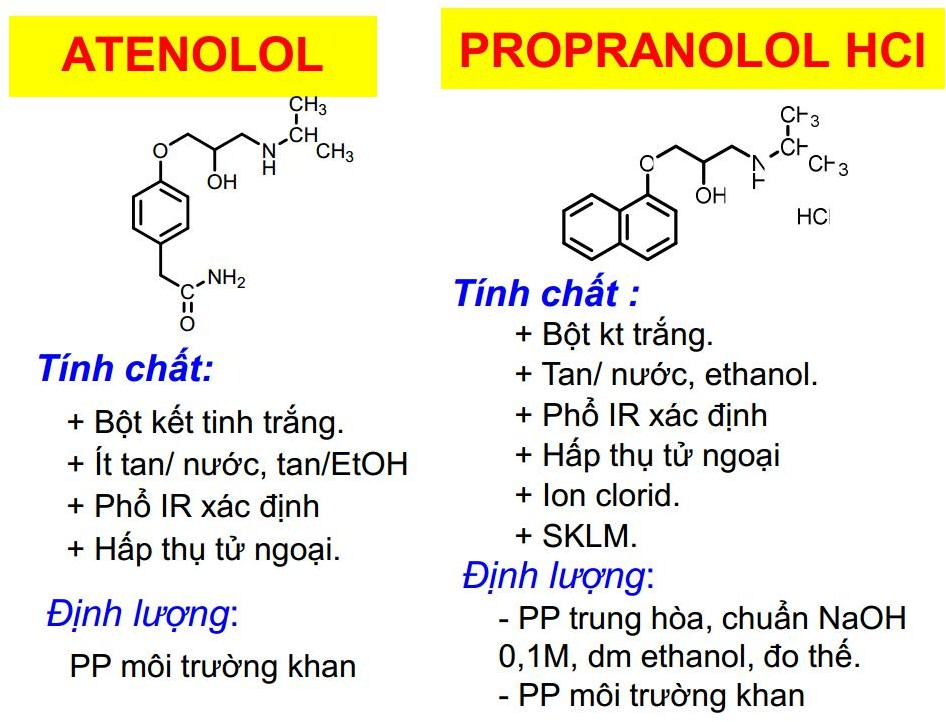 ATENOLOL
CH3
CH
CH3
O
N
H
OH
NH2
C
O
Tính chất:
+ Bột kết tinh trắng.
+ Ít tan/ nước, tan/EtOH
+ Phổ IR xác định
+ Hấp thụ tử ngoại.
Định lượng:
PP môi trường khan
PROPRANOLOL HCl
CH3
CH
CH3
O
N
H
OH
HCl
Tính chất :
+ Bột kt trắng.
+ Tan/ nước, ethanol.
+ Phổ IR xác định
+ Hấp thụ tử ngoại
+ Ion clorid.
+ SKLM.
Định lượng:
- PP trung hòa, chuẩn NaOH
0,1M, dm ethanol, đo thế.
- PP môi trường khan